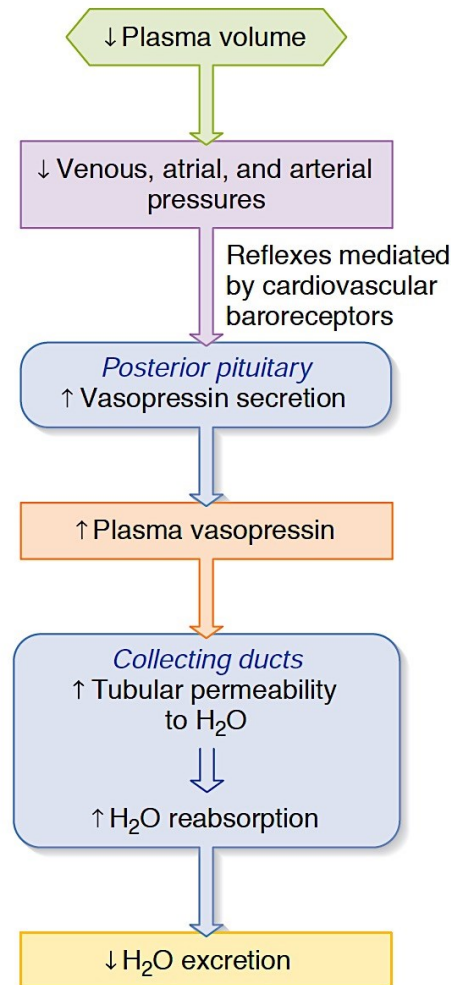 ↓Plasma volume
↓ Venous, atrial, and arterial
pressures
Reflexes mediated
by cardiovascular
baroreceptors
Posterior pituitary
↑ Vasopressin secretion
↑ Plasma vasopressin
Collecting ducts
↑ Tubular permeability
to H₂O
↑ H₂O reabsorption
↓ H₂O excretion